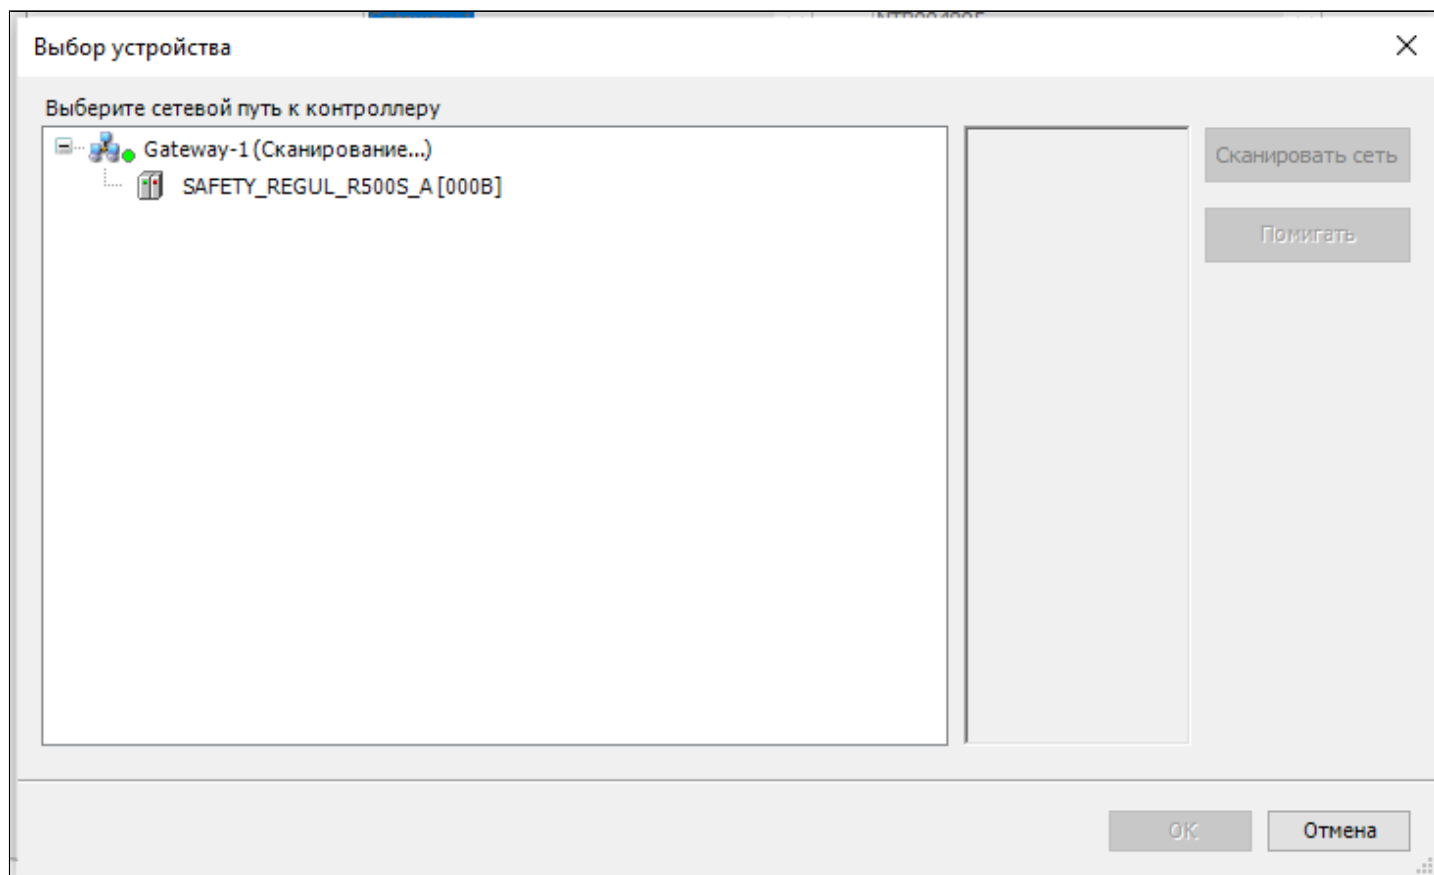 Выбор устройства
Выберите сетевой путь к контроллеру
Gateway-1 (Сканирование...)
Сканировать сеть
SAFETY_REGUL_R500S_A [000B]
Помигать
OK
Отмена